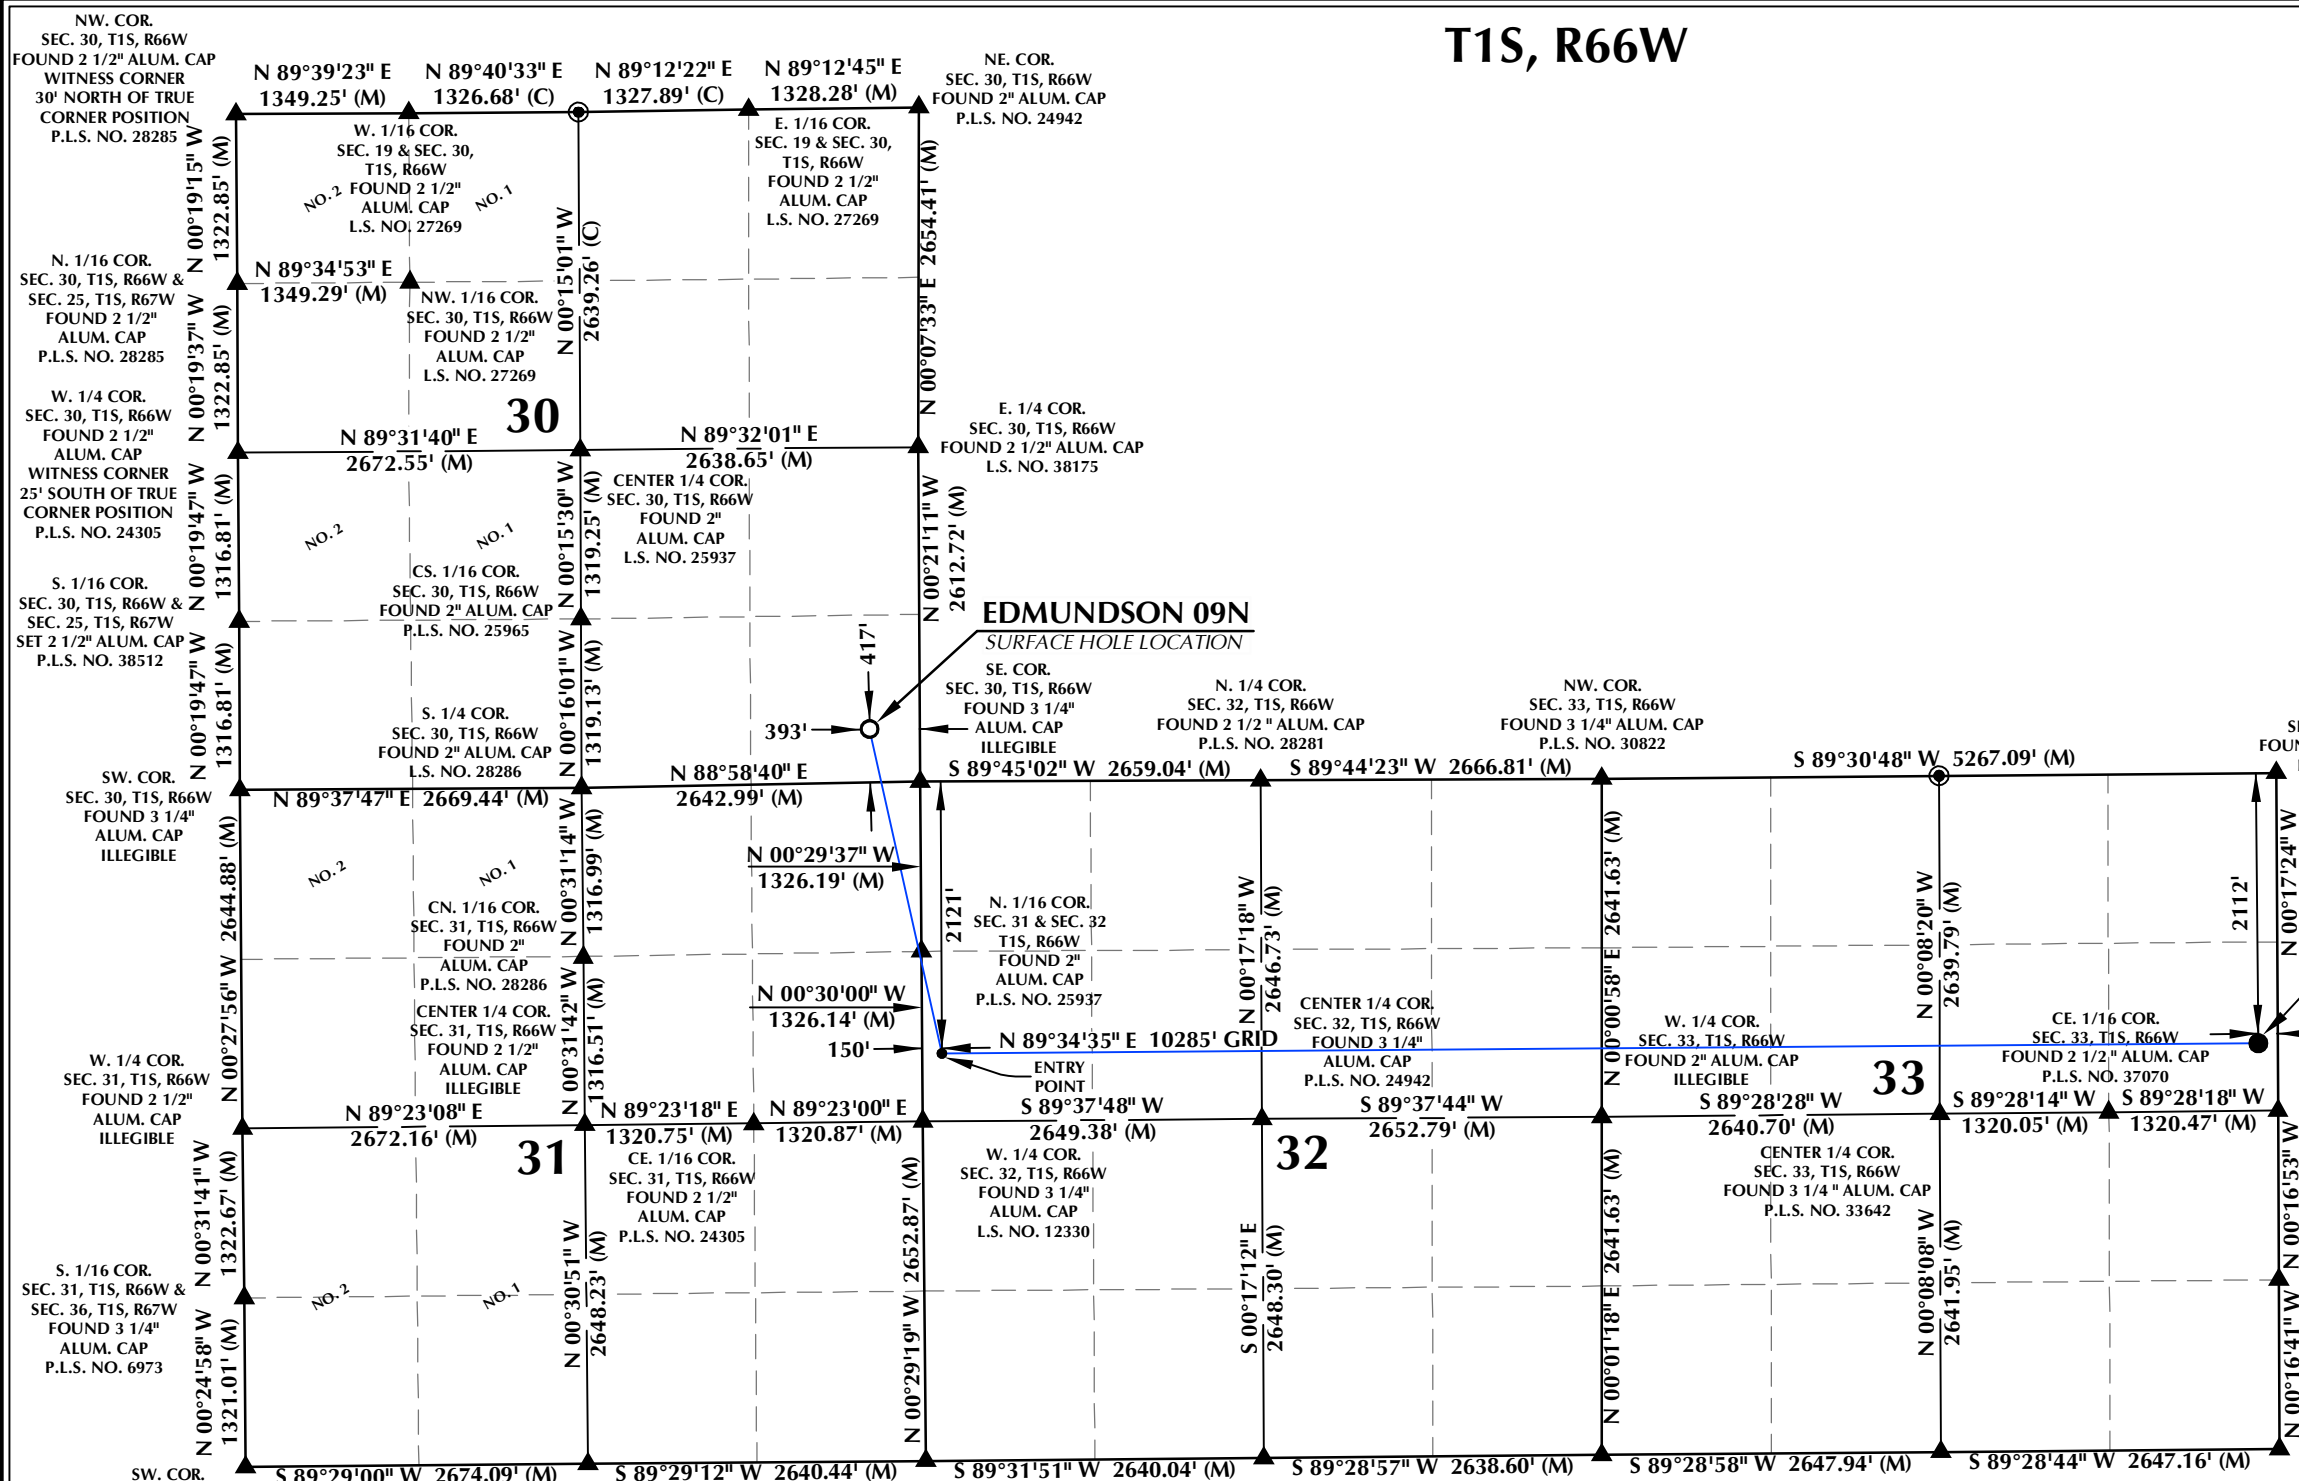 T1S, R66W
NW. COR.
SEC. 30, T1S, R66W
FOUND 2 1/2" ALUM. CAP
WITNESS CORNER
30' NORTH OF TRUE
CORNER POSITION
P.L.S. NO. 28285
N 89°39'23" E
1349.25' (M)
N 89°40'33" E
1326.68' (C)
N 89°12'22" E
1327.89' (C)
N 89°12'45" E
1328.28' (M)
NE. COR.
SEC. 30, T1S, R66W
FOUND 2" ALUM. CAP
P.L.S. NO. 24942
W. 1/16 COR.
SEC. 19 & SEC. 30,
T1S, R66W
FOUND 2 1/2"
ALUM. CAP
L.S. NO. 27269
E. 1/16 COR.
SEC. 19 & SEC. 30,
T1S, R66W
FOUND 2 1/2"
ALUM. CAP
L.S. NO. 27269
N 00°19'15" W
1322.85' (M)
NO. 2
NO. 1
N 00°15'01" W
2639.26' (C)
N 00°07'33" E 2654.41' (M)
N. 1/16 COR.
SEC. 30, T1S, R66W &
SEC. 25, T1S, R67W
FOUND 2 1/2"
ALUM. CAP
P.L.S. NO. 28285
N 89°34'53" E
1349.29' (M)
NW. 1/16 COR.
SEC. 30, T1S, R66W
FOUND 2 1/2"
ALUM. CAP
L.S. NO. 27269
N 00°19'37" W
1322.85' (M)
W. 1/4 COR.
SEC. 30, T1S, R66W
FOUND 2 1/2"
ALUM. CAP
WITNESS CORNER
25' SOUTH OF TRUE
CORNER POSITION
P.L.S. NO. 24305
30
N 89°31'40" E
2672.55' (M)
N 89°32'01" E
2638.65' (M)
E. 1/4 COR.
SEC. 30, T1S, R66W
FOUND 2 1/2" ALUM. CAP
L.S. NO. 38175
CENTER 1/4 COR.
SEC. 30, T1S, R66W
FOUND 2"
ALUM. CAP
L.S. NO. 25937
N 00°19'47" W
1316.81' (M)
NO. 2
NO. 1
N 00°15'30" W
1319.25' (M)
N 00°21'11" W
2612.72' (M)
CS. 1/16 COR.
SEC. 30, T1S, R66W
FOUND 2" ALUM. CAP
P.L.S. NO. 25965
S. 1/16 COR.
SEC. 30, T1S, R66W &
SEC. 25, T1S, R67W
SET 2 1/2" ALUM. CAP
P.L.S. NO. 38512
N 00°19'47" W
1316.81' (M)
N 00°16'01" W
1319.13' (M)
EDMUNDSON 09N
SURFACE HOLE LOCATION
417'
393'
SE. COR.
SEC. 30, T1S, R66W
FOUND 3 1/4"
ALUM. CAP
ILLEGIBLE
S. 1/4 COR.
SEC. 30, T1S, R66W
FOUND 2" ALUM. CAP
L.S. NO. 28286
N. 1/4 COR.
SEC. 32, T1S, R66W
FOUND 2 1/2 " ALUM. CAP
P.L.S. NO. 28281
NW. COR.
SEC. 33, T1S, R66W
FOUND 3 1/4" ALUM. CAP
P.L.S. NO. 30822
SW. COR.
SEC. 30, T1S, R66W
FOUND 3 1/4"
ALUM. CAP
ILLEGIBLE
N 89°37'47" E 2669.44' (M)
N 88°58'40" E
2642.99' (M)
S 89°45'02" W 2659.04' (M)
S 89°44'23" W 2666.81' (M)
S 89°30'48" W 5267.09' (M)
N 00°27'56" W 2644.88' (M)
NO. 2
NO. 1
N 00°31'14" W
1316.99' (M)
N 00°29'37" W
1326.19' (M)
2121'
N. 1/16 COR.
SEC. 31 & SEC. 32
T1S, R66W
FOUND 2"
ALUM. CAP
P.L.S. NO. 25937
N 00°17'18" W
2646.73' (M)
N 00°00'58" E 2641.63' (M)
N 00°08'20" W
2639.79' (M)
2112'
N 00°17'24" W
CN. 1/16 COR.
SEC. 31, T1S, R66W
FOUND 2"
ALUM. CAP
P.L.S. NO. 28286
CENTER 1/4 COR.
SEC. 31, T1S, R66W
FOUND 2 1/2"
ALUM. CAP
ILLEGIBLE
N 00°31'42" W
1316.51' (M)
N 00°30'00" W
1326.14' (M)
150'
N 89°34'35" E 10285' GRID
ENTRY
POINT
CENTER 1/4 COR.
SEC. 32, T1S, R66W
FOUND 3 1/4"
ALUM. CAP
P.L.S. NO. 24942
W. 1/4 COR.
SEC. 33, T1S, R66W
FOUND 2" ALUM. CAP
ILLEGIBLE
33
CE. 1/16 COR.
SEC. 33, T1S, R66W
FOUND 2 1/2" ALUM. CAP
P.L.S. NO. 37070
W. 1/4 COR.
SEC. 31, T1S, R66W
FOUND 2 1/2"
ALUM. CAP
ILLEGIBLE
N 89°23'08" E
2672.16' (M)
N 89°23'18" E
1320.75' (M)
N 89°23'00" E
1320.87' (M)
S 89°37'48" W
2649.38' (M)
S 89°37'44" W
2652.79' (M)
S 89°28'28" W
2640.70' (M)
S 89°28'14" W
1320.05' (M)
S 89°28'18" W
1320.47' (M)
31
32
CE. 1/16 COR.
SEC. 31, T1S, R66W
FOUND 2 1/2"
ALUM. CAP
P.L.S. NO. 24305
W. 1/4 COR.
SEC. 32, T1S, R66W
FOUND 3 1/4"
ALUM. CAP
L.S. NO. 12330
CENTER 1/4 COR.
SEC. 33, T1S, R66W
FOUND 3 1/4 " ALUM. CAP
P.L.S. NO. 33642
N 00°31'41" W
1322.67' (M)
N 00°30'51" W
2648.23' (M)
N 00°29'19" W 2652.87' (M)
S 00°17'12" E
2648.30' (M)
N 00°01'18" E 2641.63' (M)
N 00°08'08" W
2641.95' (M)
N 00°16'53" W
S. 1/16 COR.
SEC. 31, T1S, R66W &
SEC. 36, T1S, R67W
FOUND 3 1/4"
ALUM. CAP
P.L.S. NO. 6973
NO. 2
NO. 1
N 00°24'58" W
1321.01' (M)
N 00°16'41" W
SW. COR.
S 89°29'00" W 2674.09' (M)
S 89°29'12" W 2640.44' (M)
S 89°31'51" W 2640.04' (M)
S 89°28'57" W 2638.60' (M)
S 89°28'58" W 2647.94' (M)
S 89°28'44" W 2647.16' (M)